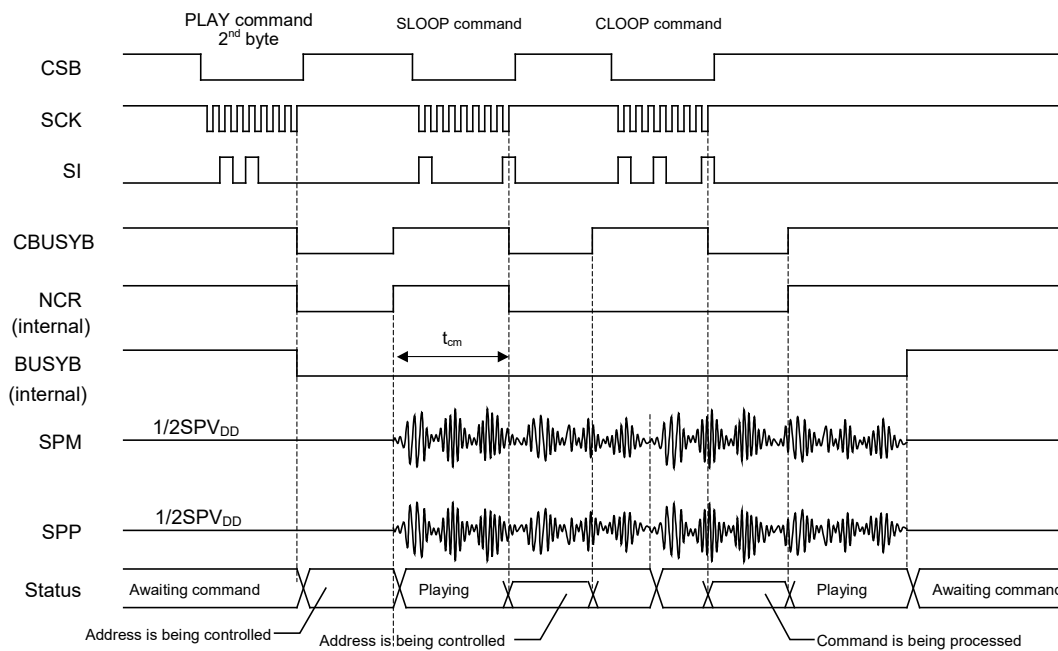 PLAY command
2nd byte
SLOOP command
CLOOP command
CSB
SCK
SI
CBUSYB
NCR
(internal)
tcm
BUSYB
(internal)
SPM
1/2SPVDD
SPP
1/2SPVDD
Status
Awaiting command
Playing
Playing
Awaiting command
Address is being controlled
Address is being controlled
Command is being processed